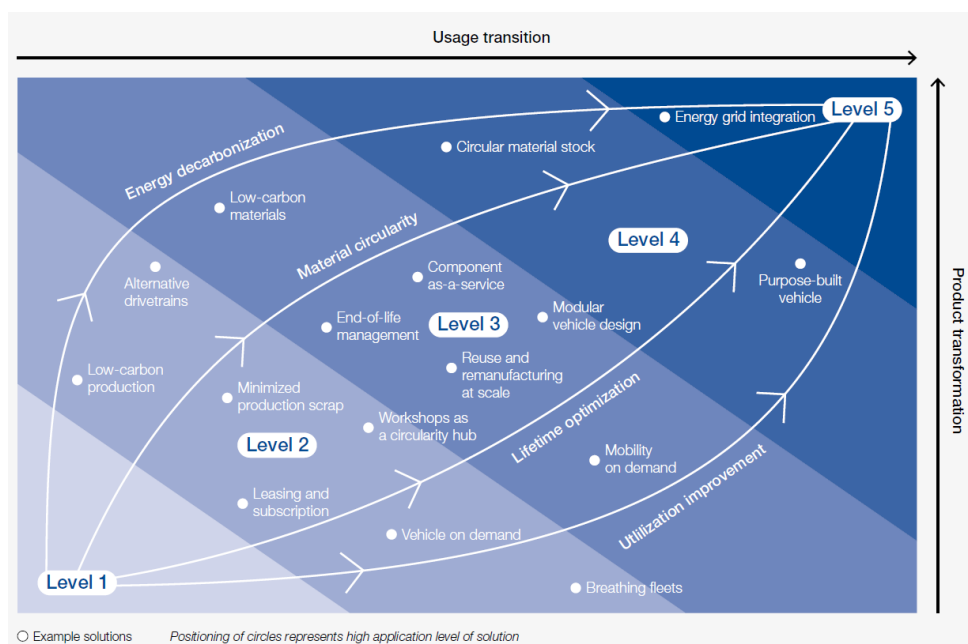 Usage transition
Level 5
Energy grid integration
Energy decarbonization
Circular material stock
Low-carbon
materials
Material circularity
Level 4
Alternative
drivetrains
Component
as-a-service
Purpose-built
vehicle
Product transformation
End-of-life
management
Level 3
Modular
vehicle design
Low-carbon
production
Reuse and
remanufacturing
at scale
Minimized
production scrap
Workshops as
a circularity hub
Lifetime optimization
Level 2
Mobility
on demand
Utlilization improvement
Leasing and
subscription
Vehicle on demand
Level 1
Breathing fleets
Example solutions
Positioning of circles represents high application level of solution